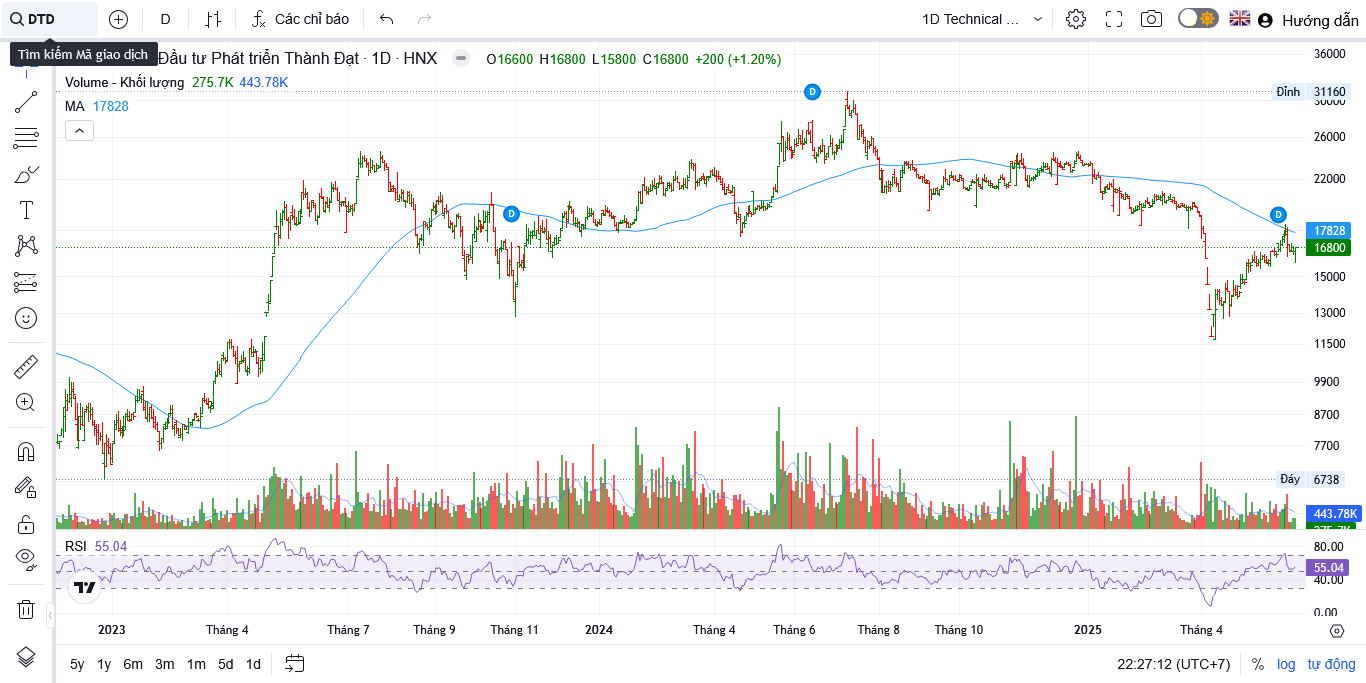 DTD
D
Các chỉ báo
1D Technical ...
Hướng dẫn
Tìm kiếm Mã giao dịch
Đầu tư Phát triển Thành Đạt · 1D · HNX
O16600 H16800 L15800 C16800 +200 (+1.20%)
Volume - Khối lượng 275.7K 443.78K
MA 17828
D
D
D
36000
Đỉnh 31160
30000
26000
22000
17828
16800
15000
13000
11500
9900
8700
7700
Đáy 6738
443.78K
RSI 55.04
80.00
55.04
40.00
0.00
2023 Tháng 4 Tháng 7 Tháng 9 Tháng 11 2024 Tháng 4 Tháng 6 Tháng 8 Tháng 10 2025 Tháng 4
5y 1y 6m 3m 1m 5d 1d
22:27:12 (UTC+7) % log tự động